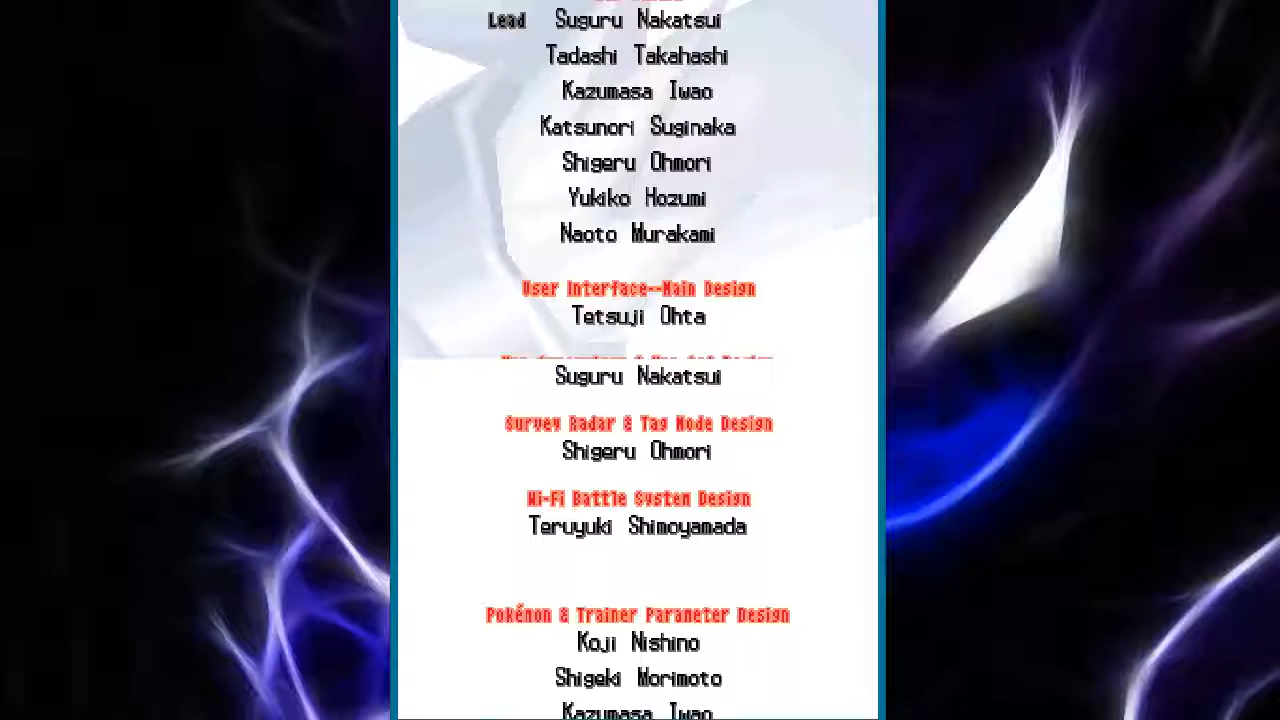 Lead Suguru Nakatsui
Tadashi Takahashi
Kazumasa Iwao
Katsunori Suginaka
Shigeru Ohmori
Yukiko Hozumi
Naoto Murakami
User Interface--Main Design
Tetsuji Ohta
Suguru Nakatsui
Survey Radar & Tag Mode Design
Shigeru Ohmori
Wi-Fi Battle System Design
Teruyuki Shimoyamada
Pokémon & Trainer Parameter Design
Koji Nishino
Shigeki Morimoto
Kazumasa Iwao